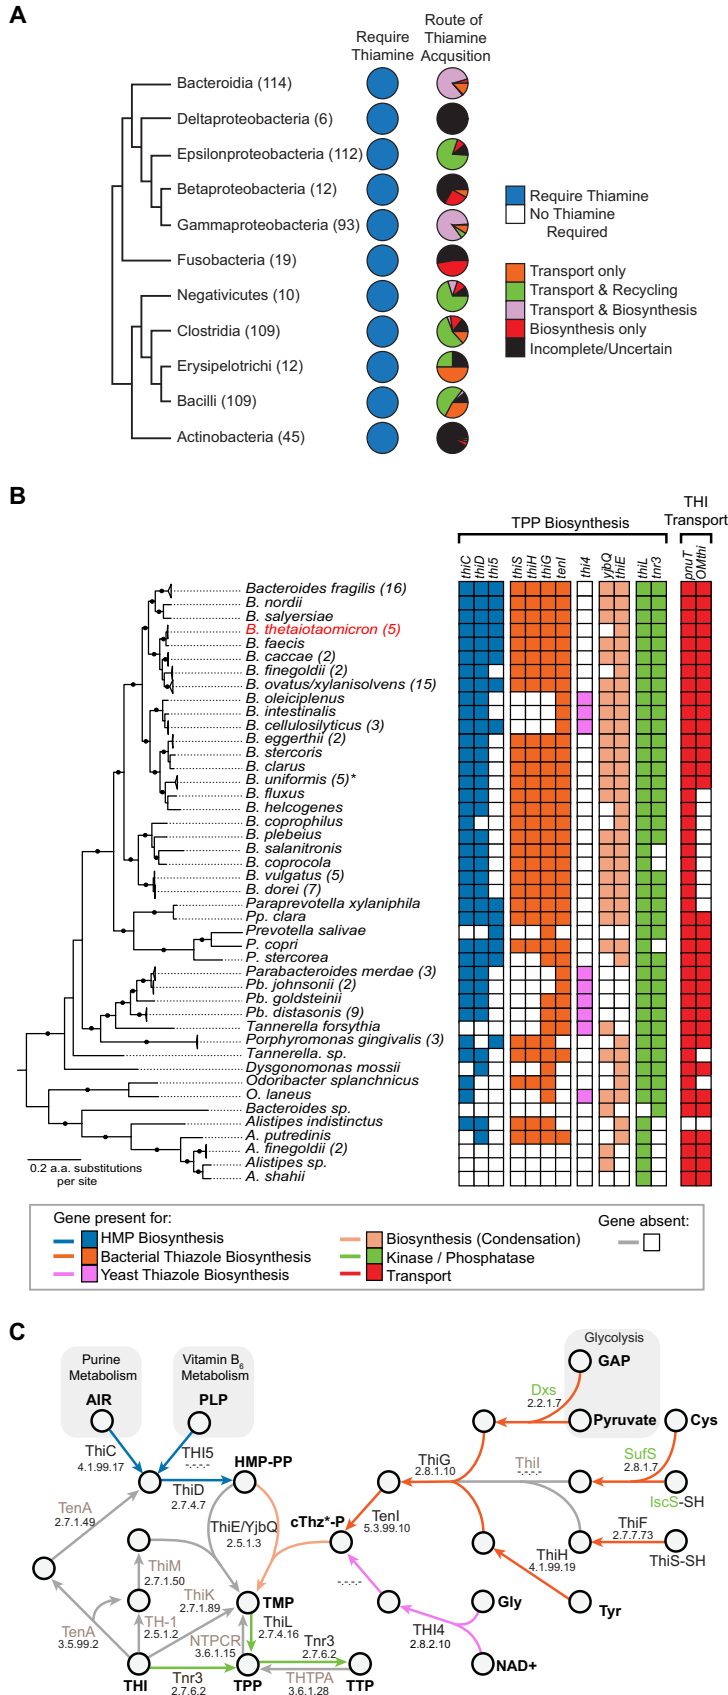 A
Require
Thiamine
Route of
Thiamine
Acqusition
Bacteroidia (114)
Deltaproteobacteria (6)
Epsilonproteobacteria (112)
Betaproteobacteria (12)
Gammaproteobacteria (93)
Fusobacteria (19)
Negativicutes (10)
Clostridia (109)
Erysipelotrichi (12)
Bacilli (109)
Actinobacteria (45)
Require Thiamine
No Thiamine
Required
Transport only
Transport & Recycling
Transport & Biosynthesis
Biosynthesis only
Incomplete/Uncertain
B
TPP Biosynthesis
THI
Transport
thiC
thiD
thi5
thiS
thiH
thiG
tenI
thi4
yjbQ
thiE
thiL
tnr3
pnuT
OMthi
Bacteroides fragilis (16)
B. nordii
B. salyersiae
B. thetaiotaomicron (5)
B. faecis
B. caccae (2)
B. finegoldii (2)
B. ovatus/xylanisolvens (15)
B. oleiciplenus
B. intestinalis
B. cellulosilyticus (3)
B. eggerthii (2)
B. stercoris
B. clarus
B. uniformis (5)*
B. fluxus
B. helcogenes
B. coprophilus
B. plebeius
B. salanitronis
B. coprocola
B. vulgatus (5)
B. dorei (7)
Paraprevotella xylaniphila
Pp. clara
Prevotella salivae
P. copri
P. stercorea
Parabacteroides merdae (3)
Pb. johnsonii (2)
Pb. goldsteinii
Pb. distasonis (9)
Tannerella forsythia
Porphyromonas gingivalis (3)
Tannerella. sp.
Dysgonomonas mossii
Odoribacter splanchnicus
O. laneus
Bacteroides sp.
Alistipes indistinctus
A. putredinis
A. finegoldii (2)
Alistipes sp.
A. shahii
0.2 a.a. substitutions
per site
Gene present for:
HMP Biosynthesis
Bacterial Thiazole Biosynthesis
Yeast Thiazole Biosynthesis
Biosynthesis (Condensation)
Kinase / Phosphatase
Transport
Gene absent:
C
Purine
Metabolism
AIR
Vitamin B6
Metabolism
PLP
Glycolysis
GAP
Dxs
2.2.1.7
Pyruvate
Cys
ThiC
4.1.99.17
THI5
-.-.-.-
HMP-PP
ThiD
2.7.4.7
ThiG
2.8.1.10
ThiI
-.-.-.-
SufS
2.8.1.7
IscS-SH
TenA
2.7.1.49
ThiE/YjbQ
2.5.1.3
cThz*-P
TenI
5.3.99.10
ThiF
2.7.7.73
ThiS-SH
ThiH
4.1.99.19
ThiM
2.7.1.50
-.-.-.-
ThiK
2.7.1.89
TMP
Gly
Tyr
TenA
3.5.99.2
TH-1
2.5.1.2
NTPCR
3.6.1.15
ThiL
2.7.4.16
THI4
2.8.2.10
Tnr3
2.7.6.2
NAD+
THI
Tnr3
2.7.6.2
TPP
THTPA
3.6.1.28
TTP